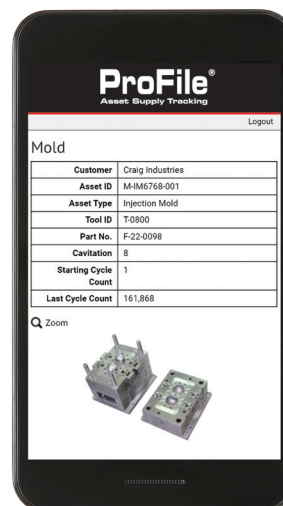 ProFile®
Asset Supply Tracking
Logout
Mold
Customer Craig Industries
Asset ID M-IM6768-001
Asset Type Injection Mold
Tool ID T-0800
Part No. F-22-0098
Cavitation 8
Starting Cycle
Count 1
Last Cycle Count 161,868
Zoom